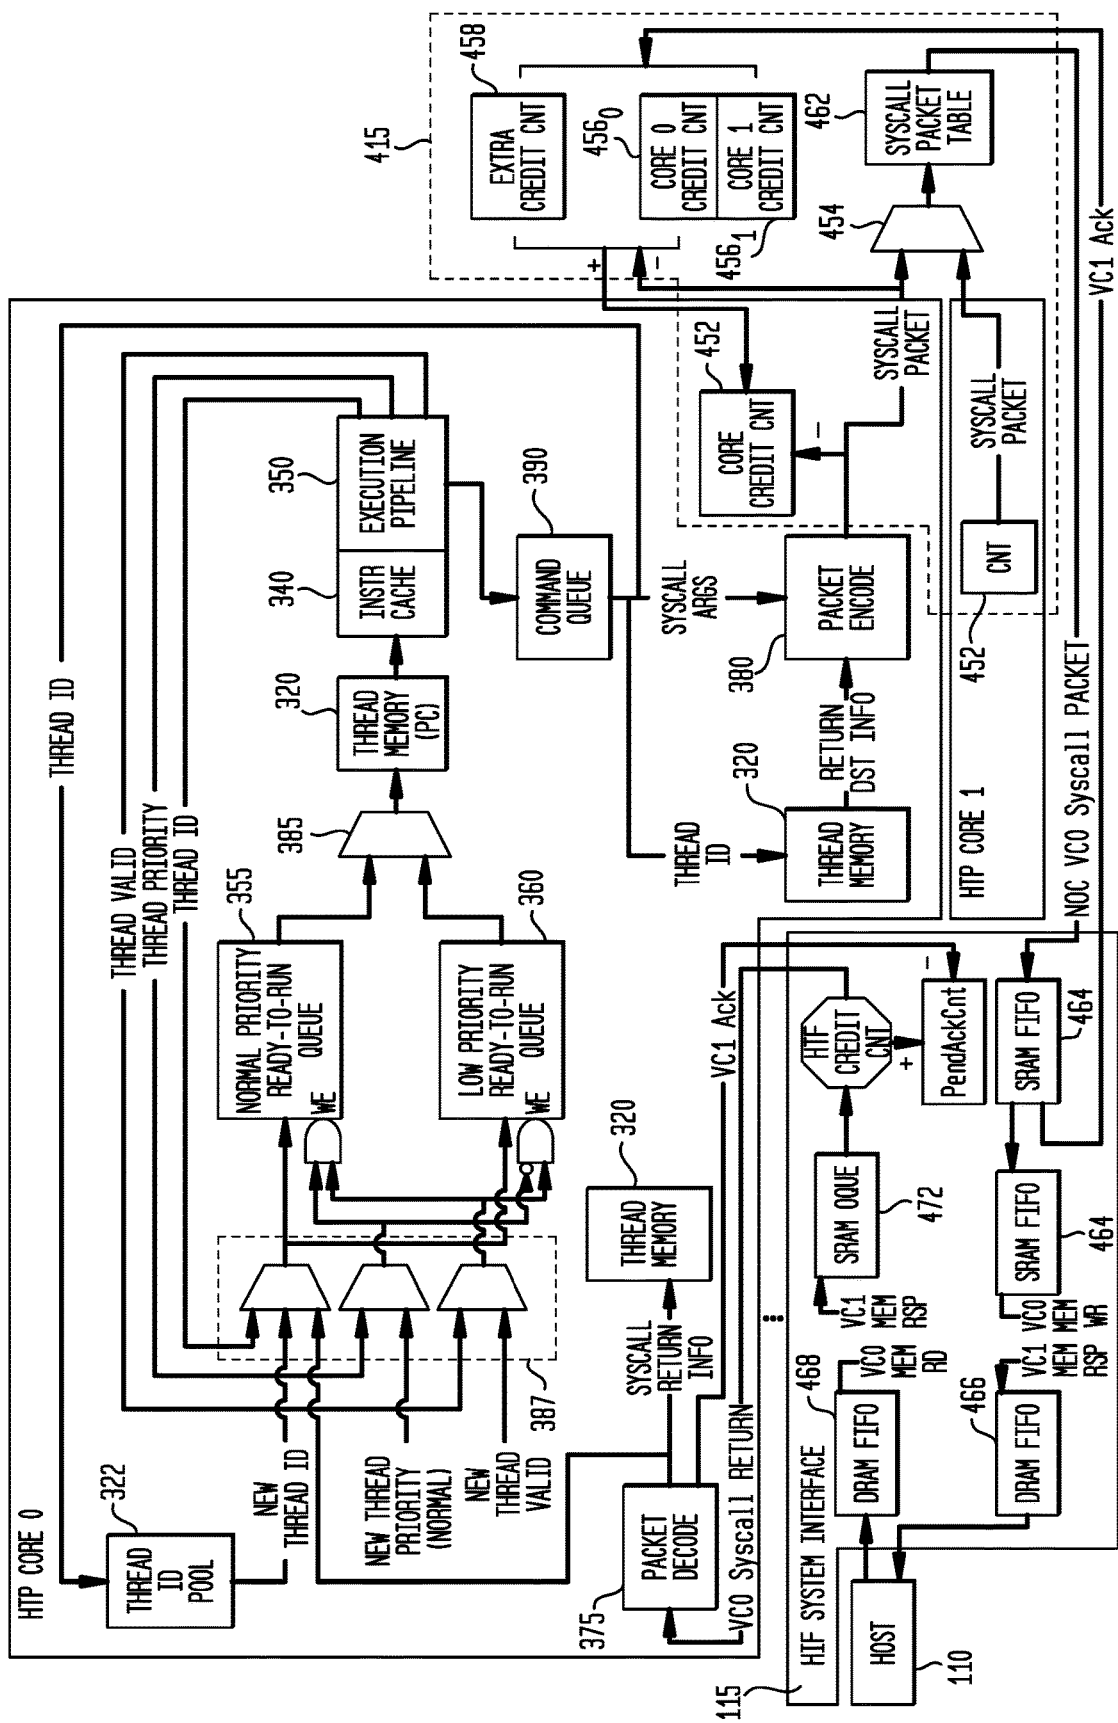 HTP CORE 0
322
THREAD
ID
POOL
THREAD ID
THREAD VALID
THREAD PRIORITY
THREAD ID
NEW
THREAD ID
NEW THREAD
PRIORITY
(NORMAL)
NEW
THREAD
VALID
387
355
NORMAL PRIORITY
READY-TO-RUN
QUEUE
WE
360
LOW PRIORITY
READY-TO-RUN
QUEUE
WE
385
320
THREAD
MEMORY
(PC)
340
INSTR
CACHE
350
EXECUTION
PIPELINE
390
COMMAND
QUEUE
375
PACKET
DECODE
SYSCALL
RETURN
INFO
320
THREAD
MEMORY
THREAD
ID
320
THREAD
MEMORY
RETURN
DST INFO
SYSCALL
ARGS
380
PACKET
ENCODE
452
CORE
CREDIT CNT
-
SYSCALL
PACKET
415
458
EXTRA
CREDIT CNT
456 0
CORE 0
CREDIT CNT
CORE 1
CREDIT CNT
456 1
+
-
454
462
SYSCALL
PACKET
TABLE
HTP CORE 1
452
CNT
SYSCALL
PACKET
VC0 Syscall RETURN
VC1 Ack
NOC VC0 Syscall PACKET
VC1 Ack
115
HIF SYSTEM INTERFACE
HOST
110
468
DRAM FIFO
VC0
MEM
RD
466
DRAM FIFO
VC1
MEM
RSP
VC0
MEM
WR
VC1
MEM
RSP
SRAM OQUE
472
HTF
CREDIT
CNT
+
-
PendAckCnt
SRAM FIFO
464
SRAM FIFO
464